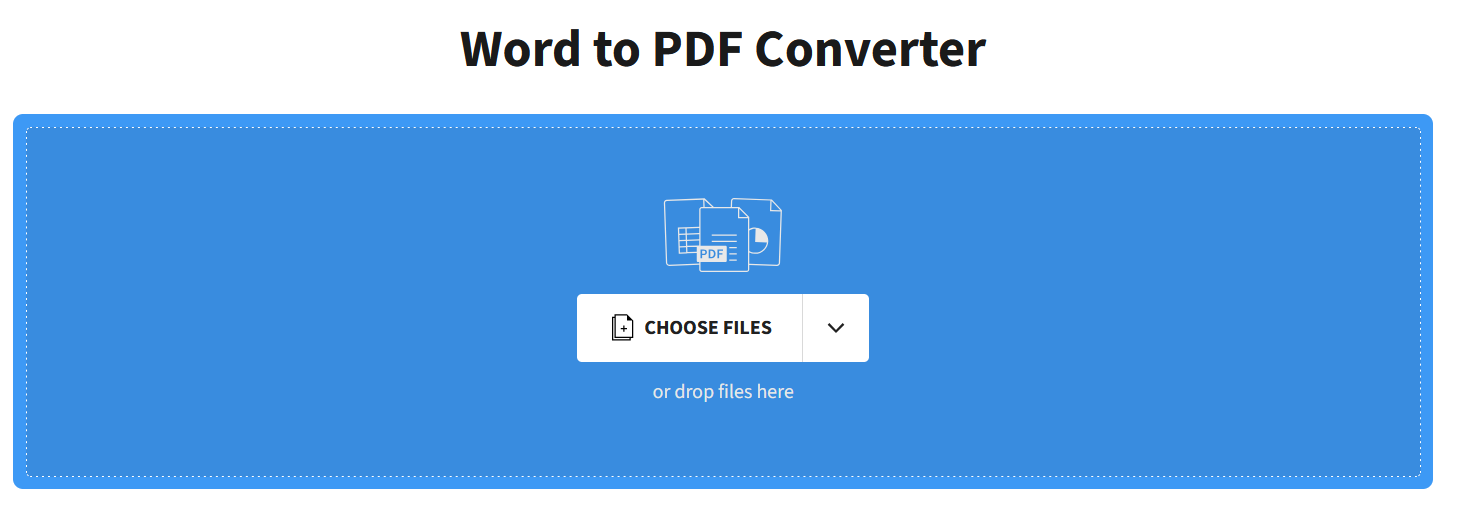 Word to PDF Converter
PDF
CHOOSE FILES
or drop files here